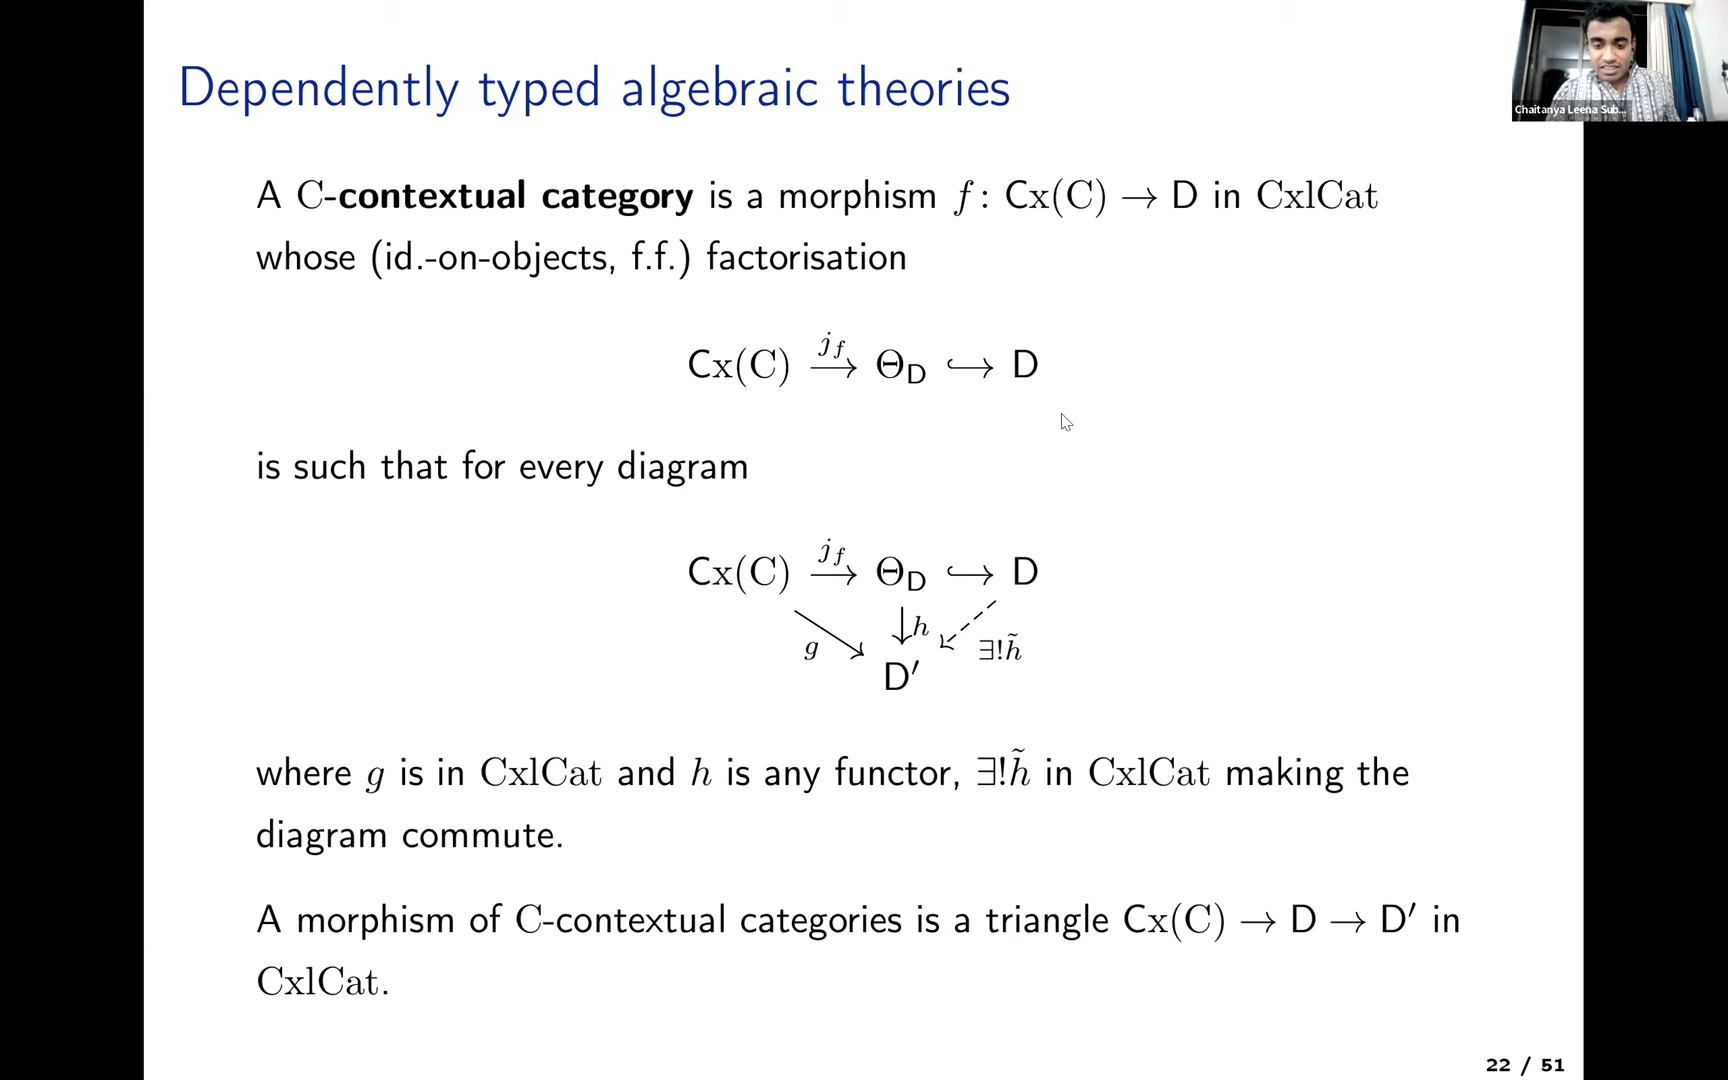 Chaitanya Leena Sub...
Dependently typed algebraic theories
A C-contextual category is a morphism f : Cx(C) → D in CxlCat
whose (id.-on-objects, f.f.) factorisation
Cx(C) —j_f→ Θ_D ↪ D
is such that for every diagram
Cx(C) —j_f→ Θ_D ↪ D
g h ∃!h̃
D′
where g is in CxlCat and h is any functor, ∃!h̃ in CxlCat making the
diagram commute.
A morphism of C-contextual categories is a triangle Cx(C) → D → D′ in
CxlCat.
22 / 51